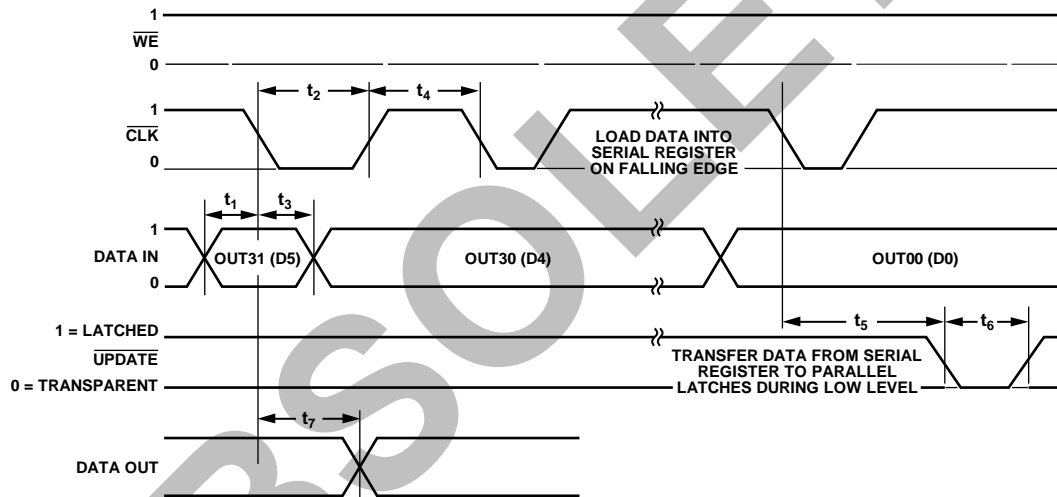 1
WE
0
t2
t4
1
CLK
0
LOAD DATA INTO
SERIAL REGISTER
ON FALLING EDGE
t1
t3
1
DATA IN
0
OUT31 (D5)
OUT30 (D4)
OUT00 (D0)
t5
t6
1 = LATCHED
UPDATE
0 = TRANSPARENT
TRANSFER DATA FROM SERIAL
REGISTER TO PARALLEL
LATCHES DURING LOW LEVEL
t7
DATA OUT
BSOLE